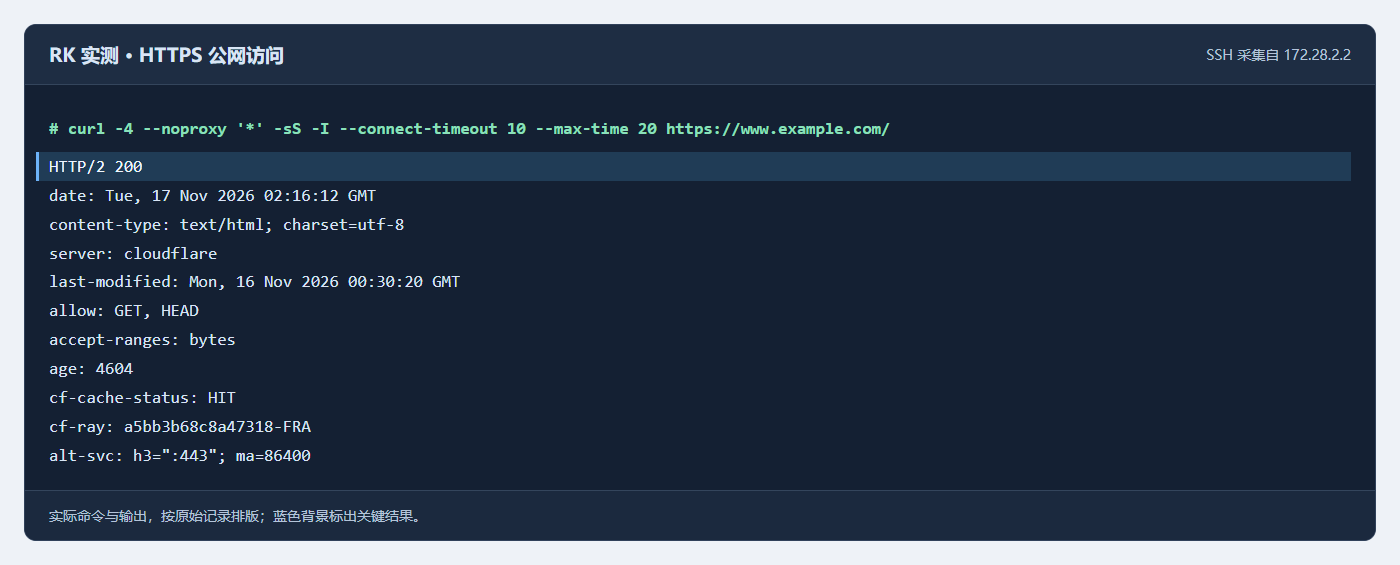 RK 实测 • HTTPS 公网访问
SSH 采集自 172.28.2.2
# curl -4 --noproxy '*' -sS -I --connect-timeout 10 --max-time 20 https://www.example.com/
HTTP/2 200
date: Tue, 17 Nov 2026 02:16:12 GMT
content-type: text/html; charset=utf-8
server: cloudflare
last-modified: Mon, 16 Nov 2026 00:30:20 GMT
allow: GET, HEAD
accept-ranges: bytes
age: 4604
cf-cache-status: HIT
cf-ray: a5bb3b68c8a47318-FRA
alt-svc: h3=":443"; ma=86400
实际命令与输出，按原始记录排版；蓝色背景标出关键结果。